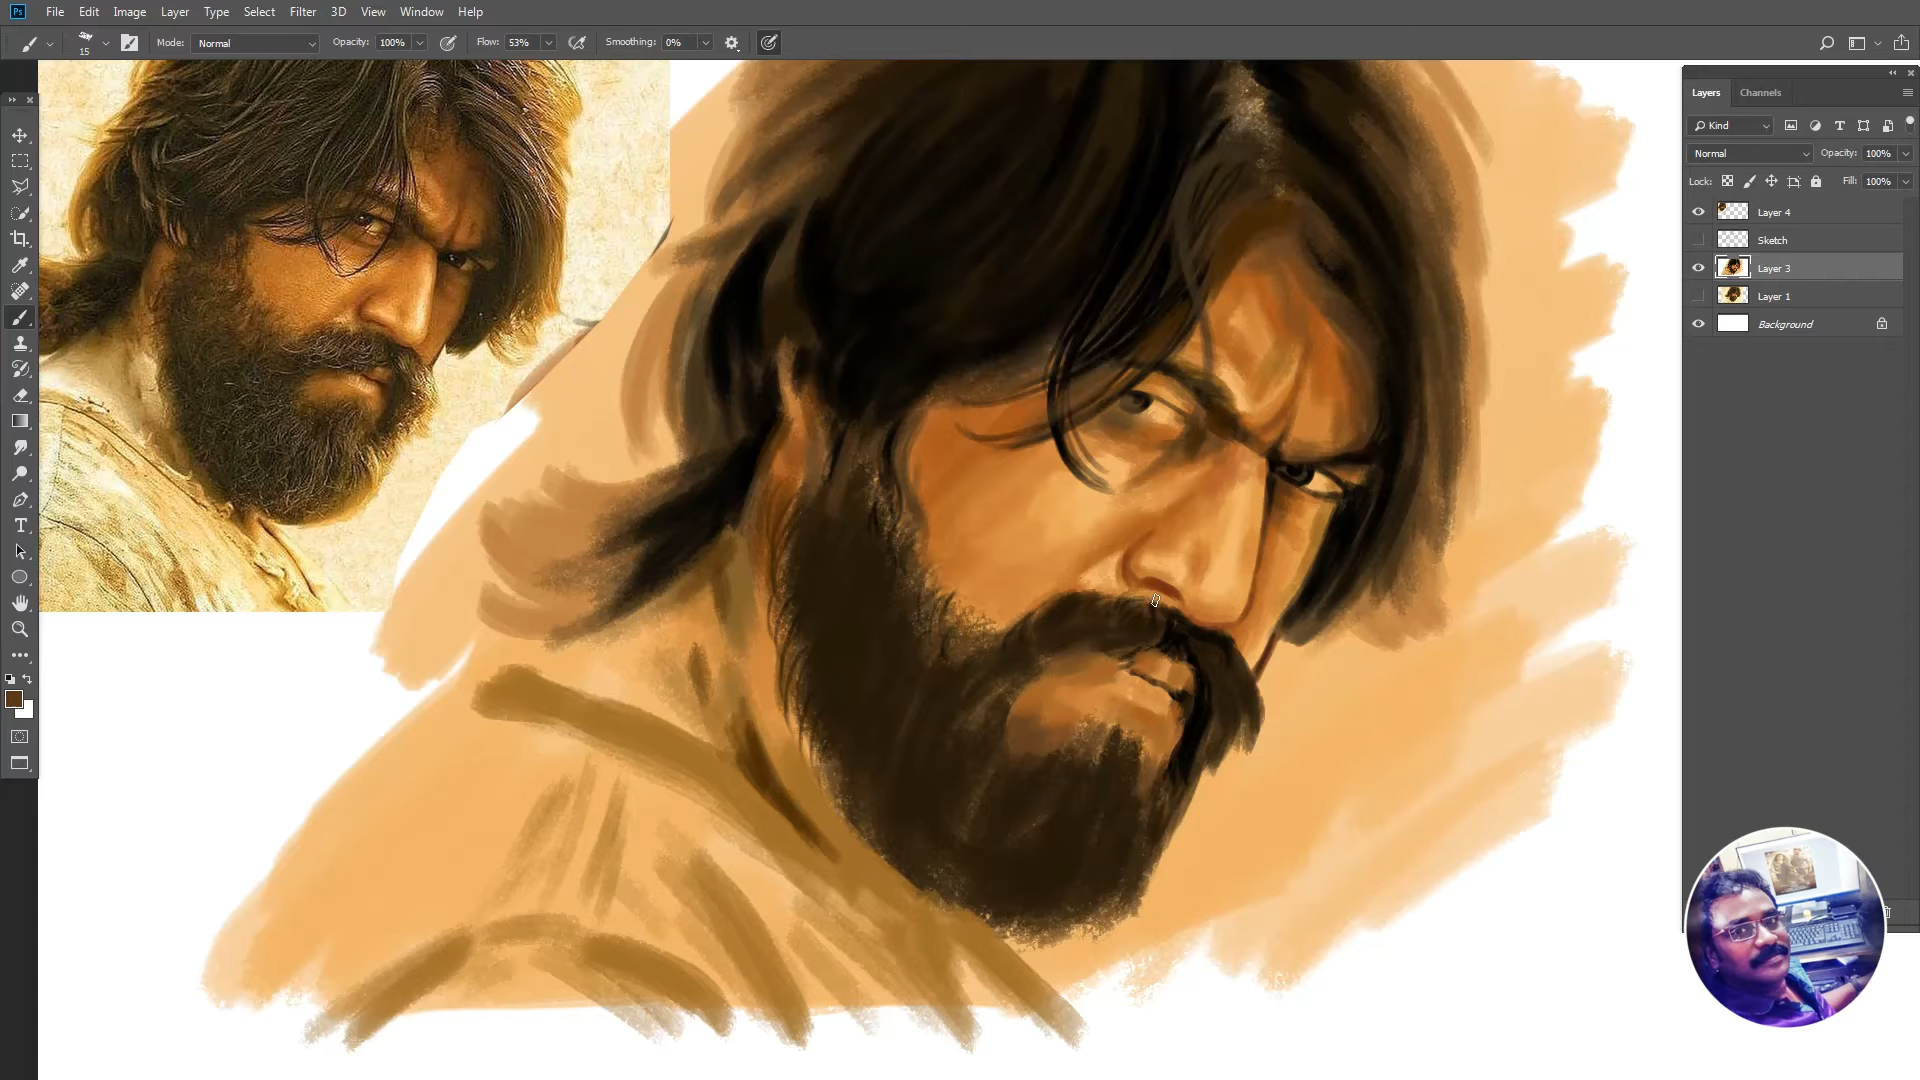 Ps File Edit Image Layer Type Select Filter 3D View Window Help
15 Mode: Normal Opacity: 100% Flow: 53% Smoothing: 0%
Layers Channels
Kind
Normal Opacity: 100%
Lock: Fill: 100%
Layer 4
Sketch
Layer 3
Layer 1
Background